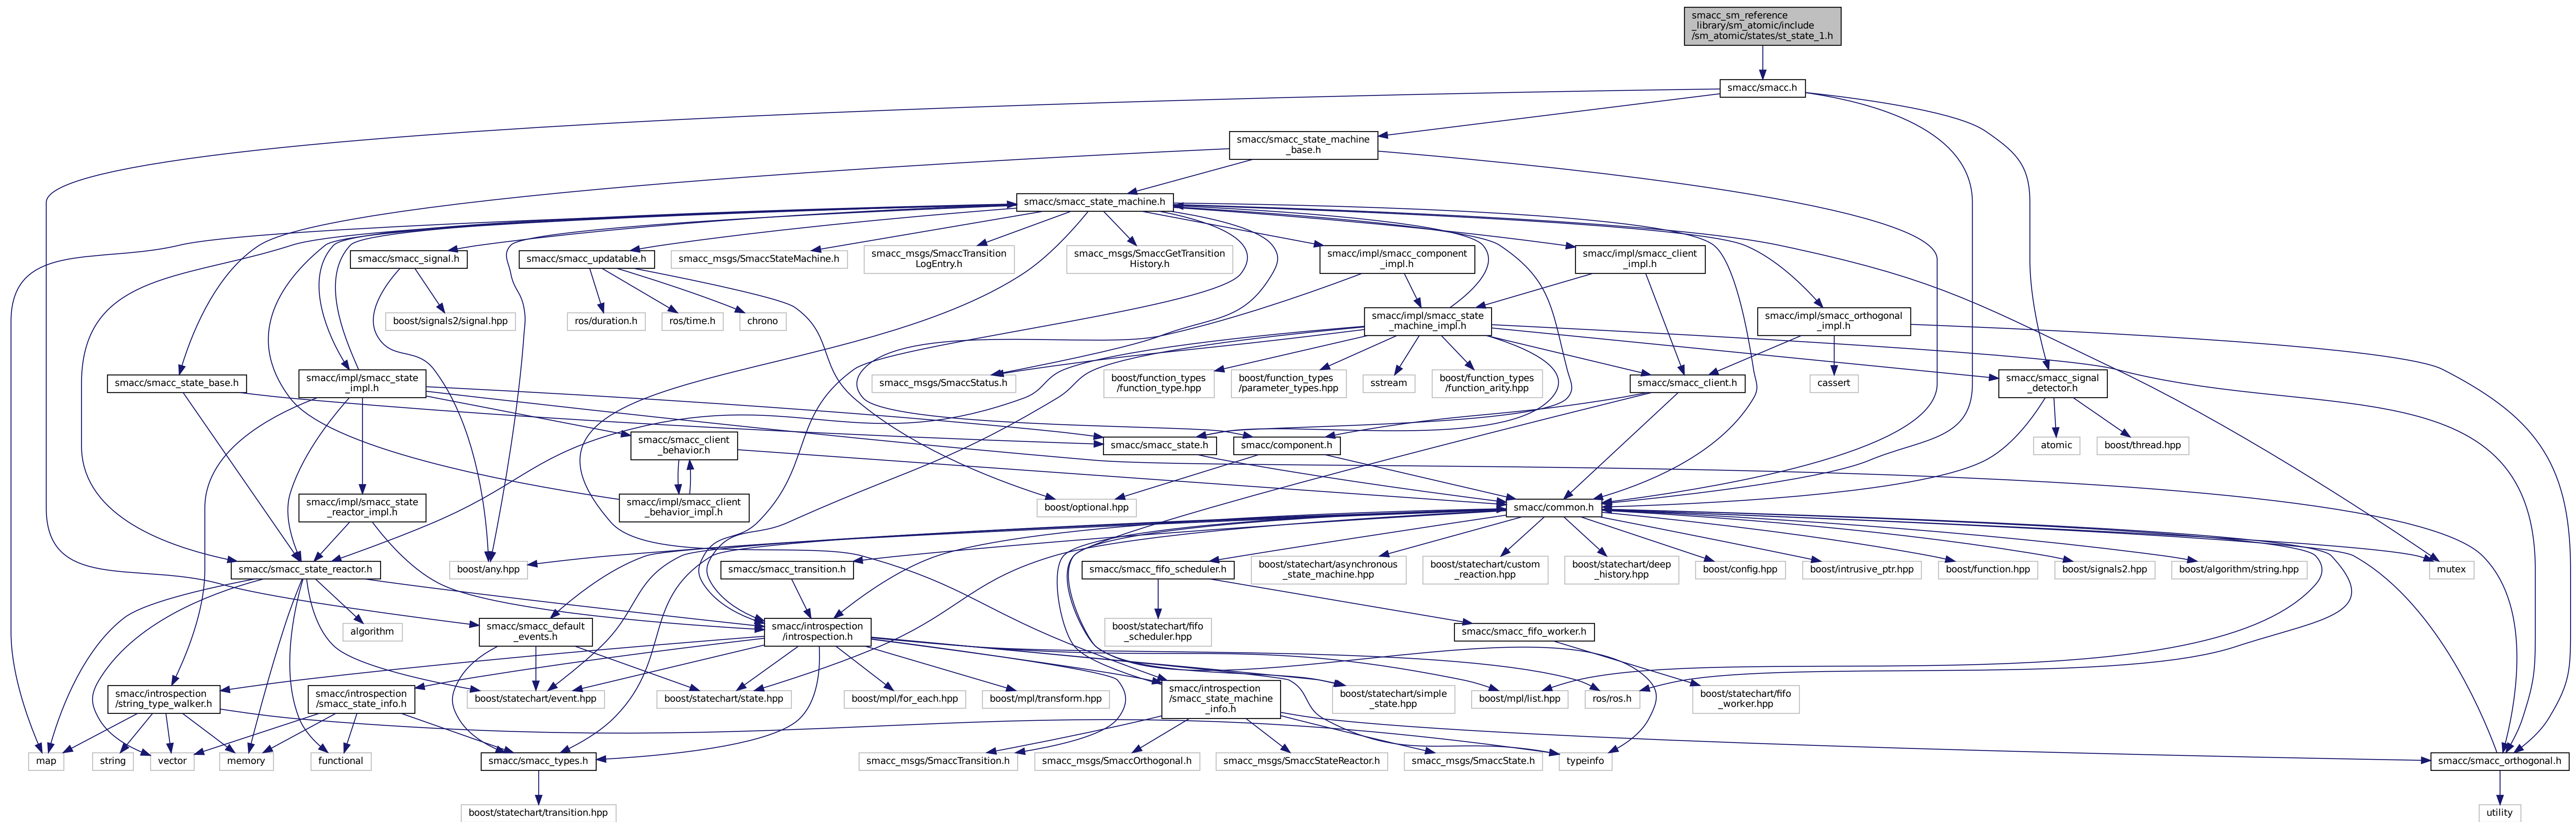 smacc_sm_reference
_library/sm_atomic/include
/sm_atomic/states/st_state_1.h
smacc/smacc.h
smacc/smacc_state_machine
_base.h
smacc/smacc_state_machine.h
smacc/smacc_signal.h
smacc/smacc_updatable.h
smacc_msgs/SmaccStateMachine.h
smacc_msgs/SmaccTransition
LogEntry.h
smacc_msgs/SmaccGetTransition
History.h
smacc/impl/smacc_component
_impl.h
smacc/impl/smacc_client
_impl.h
boost/signals2/signal.hpp
ros/duration.h
ros/time.h
chrono
smacc/impl/smacc_state
_machine_impl.h
smacc/impl/smacc_orthogonal
_impl.h
smacc/smacc_state_base.h
smacc/impl/smacc_state
_impl.h
smacc_msgs/SmaccStatus.h
boost/function_types
/function_type.hpp
boost/function_types
/parameter_types.hpp
sstream
boost/function_types
/function_arity.hpp
smacc/smacc_client.h
cassert
smacc/smacc_signal
_detector.h
smacc/smacc_client
_behavior.h
smacc/smacc_state.h
smacc/component.h
atomic
boost/thread.hpp
smacc/impl/smacc_state
_reactor_impl.h
smacc/impl/smacc_client
_behavior_impl.h
boost/optional.hpp
smacc/common.h
smacc/smacc_state_reactor.h
boost/any.hpp
smacc/smacc_transition.h
smacc/smacc_fifo_scheduler.h
boost/statechart/asynchronous
_state_machine.hpp
boost/statechart/custom
_reaction.hpp
boost/statechart/deep
_history.hpp
boost/config.hpp
boost/intrusive_ptr.hpp
boost/function.hpp
boost/signals2.hpp
boost/algorithm/string.hpp
mutex
algorithm
smacc/smacc_default
_events.h
smacc/introspection
/introspection.h
boost/statechart/fifo
_scheduler.hpp
smacc/smacc_fifo_worker.h
smacc/introspection
/string_type_walker.h
smacc/introspection
/smacc_state_info.h
boost/statechart/event.hpp
boost/statechart/state.hpp
boost/mpl/for_each.hpp
boost/mpl/transform.hpp
smacc/introspection
/smacc_state_machine
_info.h
boost/statechart/simple
_state.hpp
boost/mpl/list.hpp
ros/ros.h
boost/statechart/fifo
_worker.hpp
map
string
vector
memory
functional
smacc/smacc_types.h
smacc_msgs/SmaccTransition.h
smacc_msgs/SmaccOrthogonal.h
smacc_msgs/SmaccStateReactor.h
smacc_msgs/SmaccState.h
typeinfo
smacc/smacc_orthogonal.h
boost/statechart/transition.hpp
utility